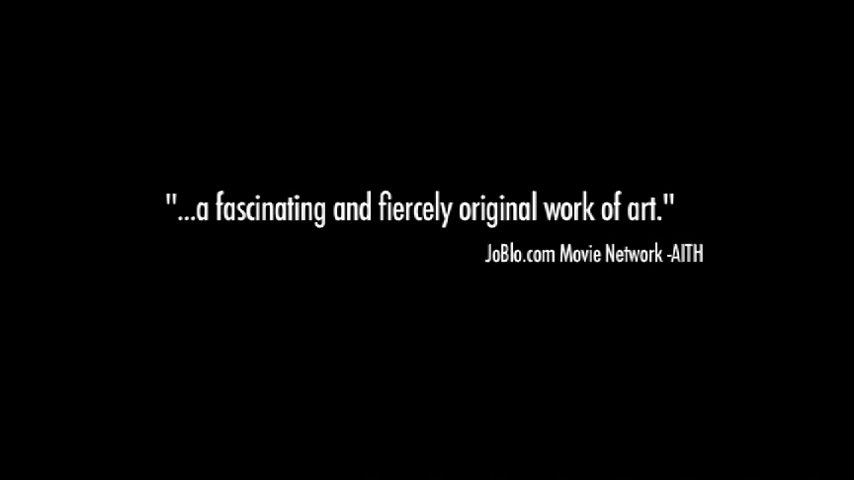 "...a fascinating and fiercely original work of art."
JoBlo.com Movie Network -AITH